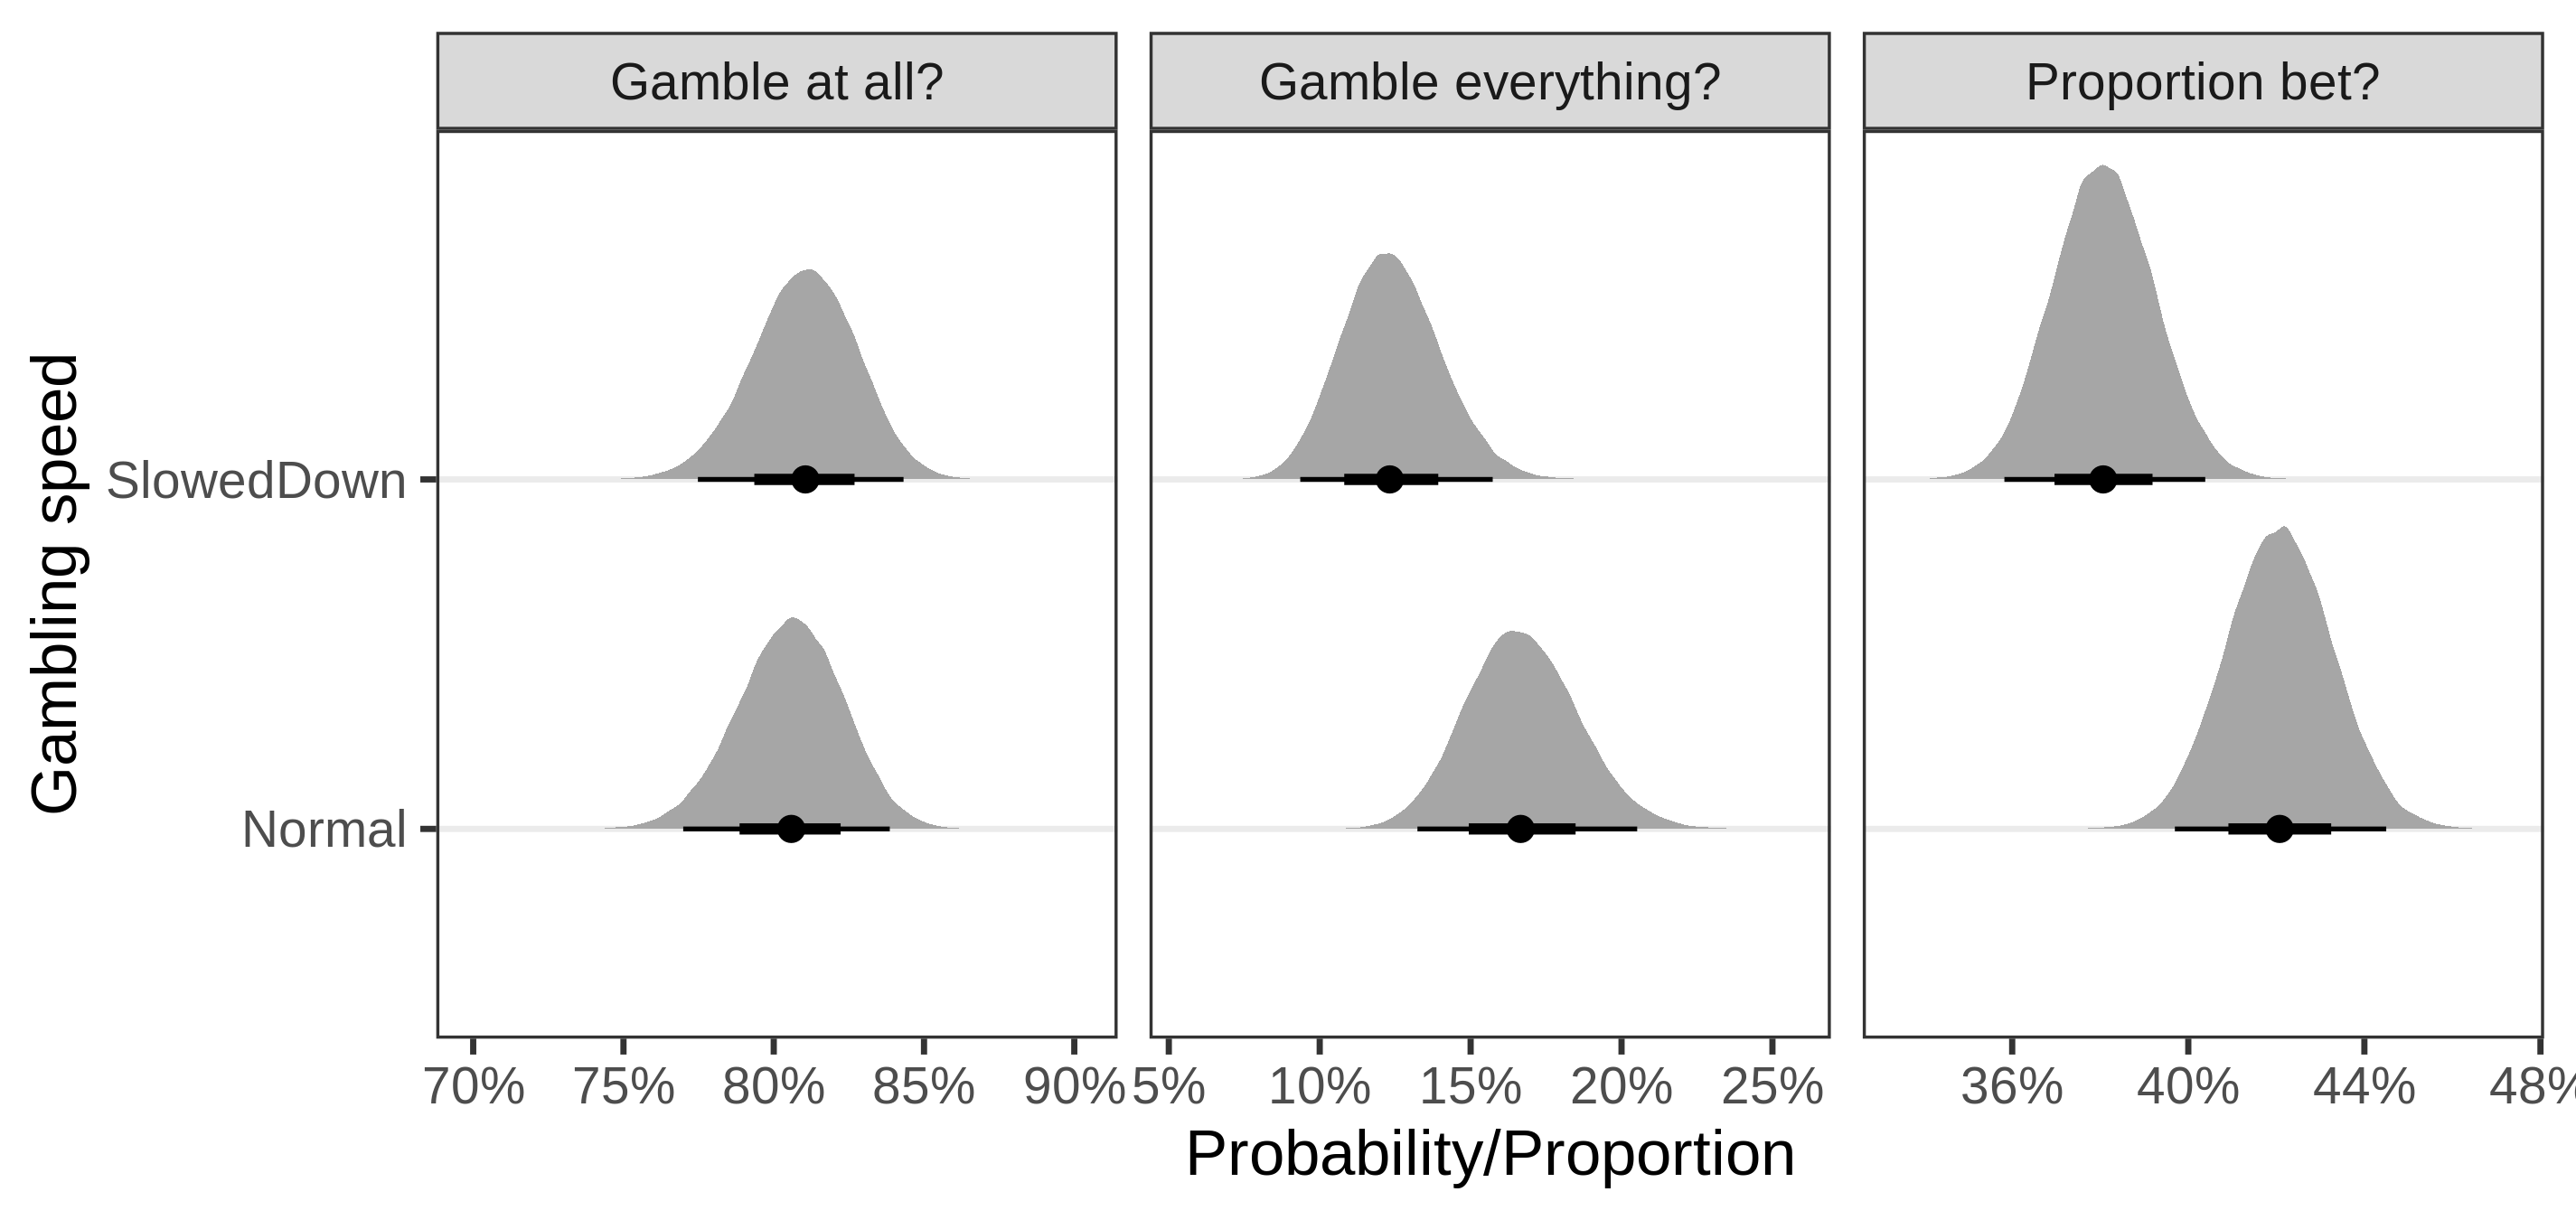 Gamble at all?
Gamble everything?
Proportion bet?
Gambling speed
SlowedDown
Normal
70% 75% 80% 85% 90% 5% 10% 15% 20% 25% 36% 40% 44% 48%
Probability/Proportion